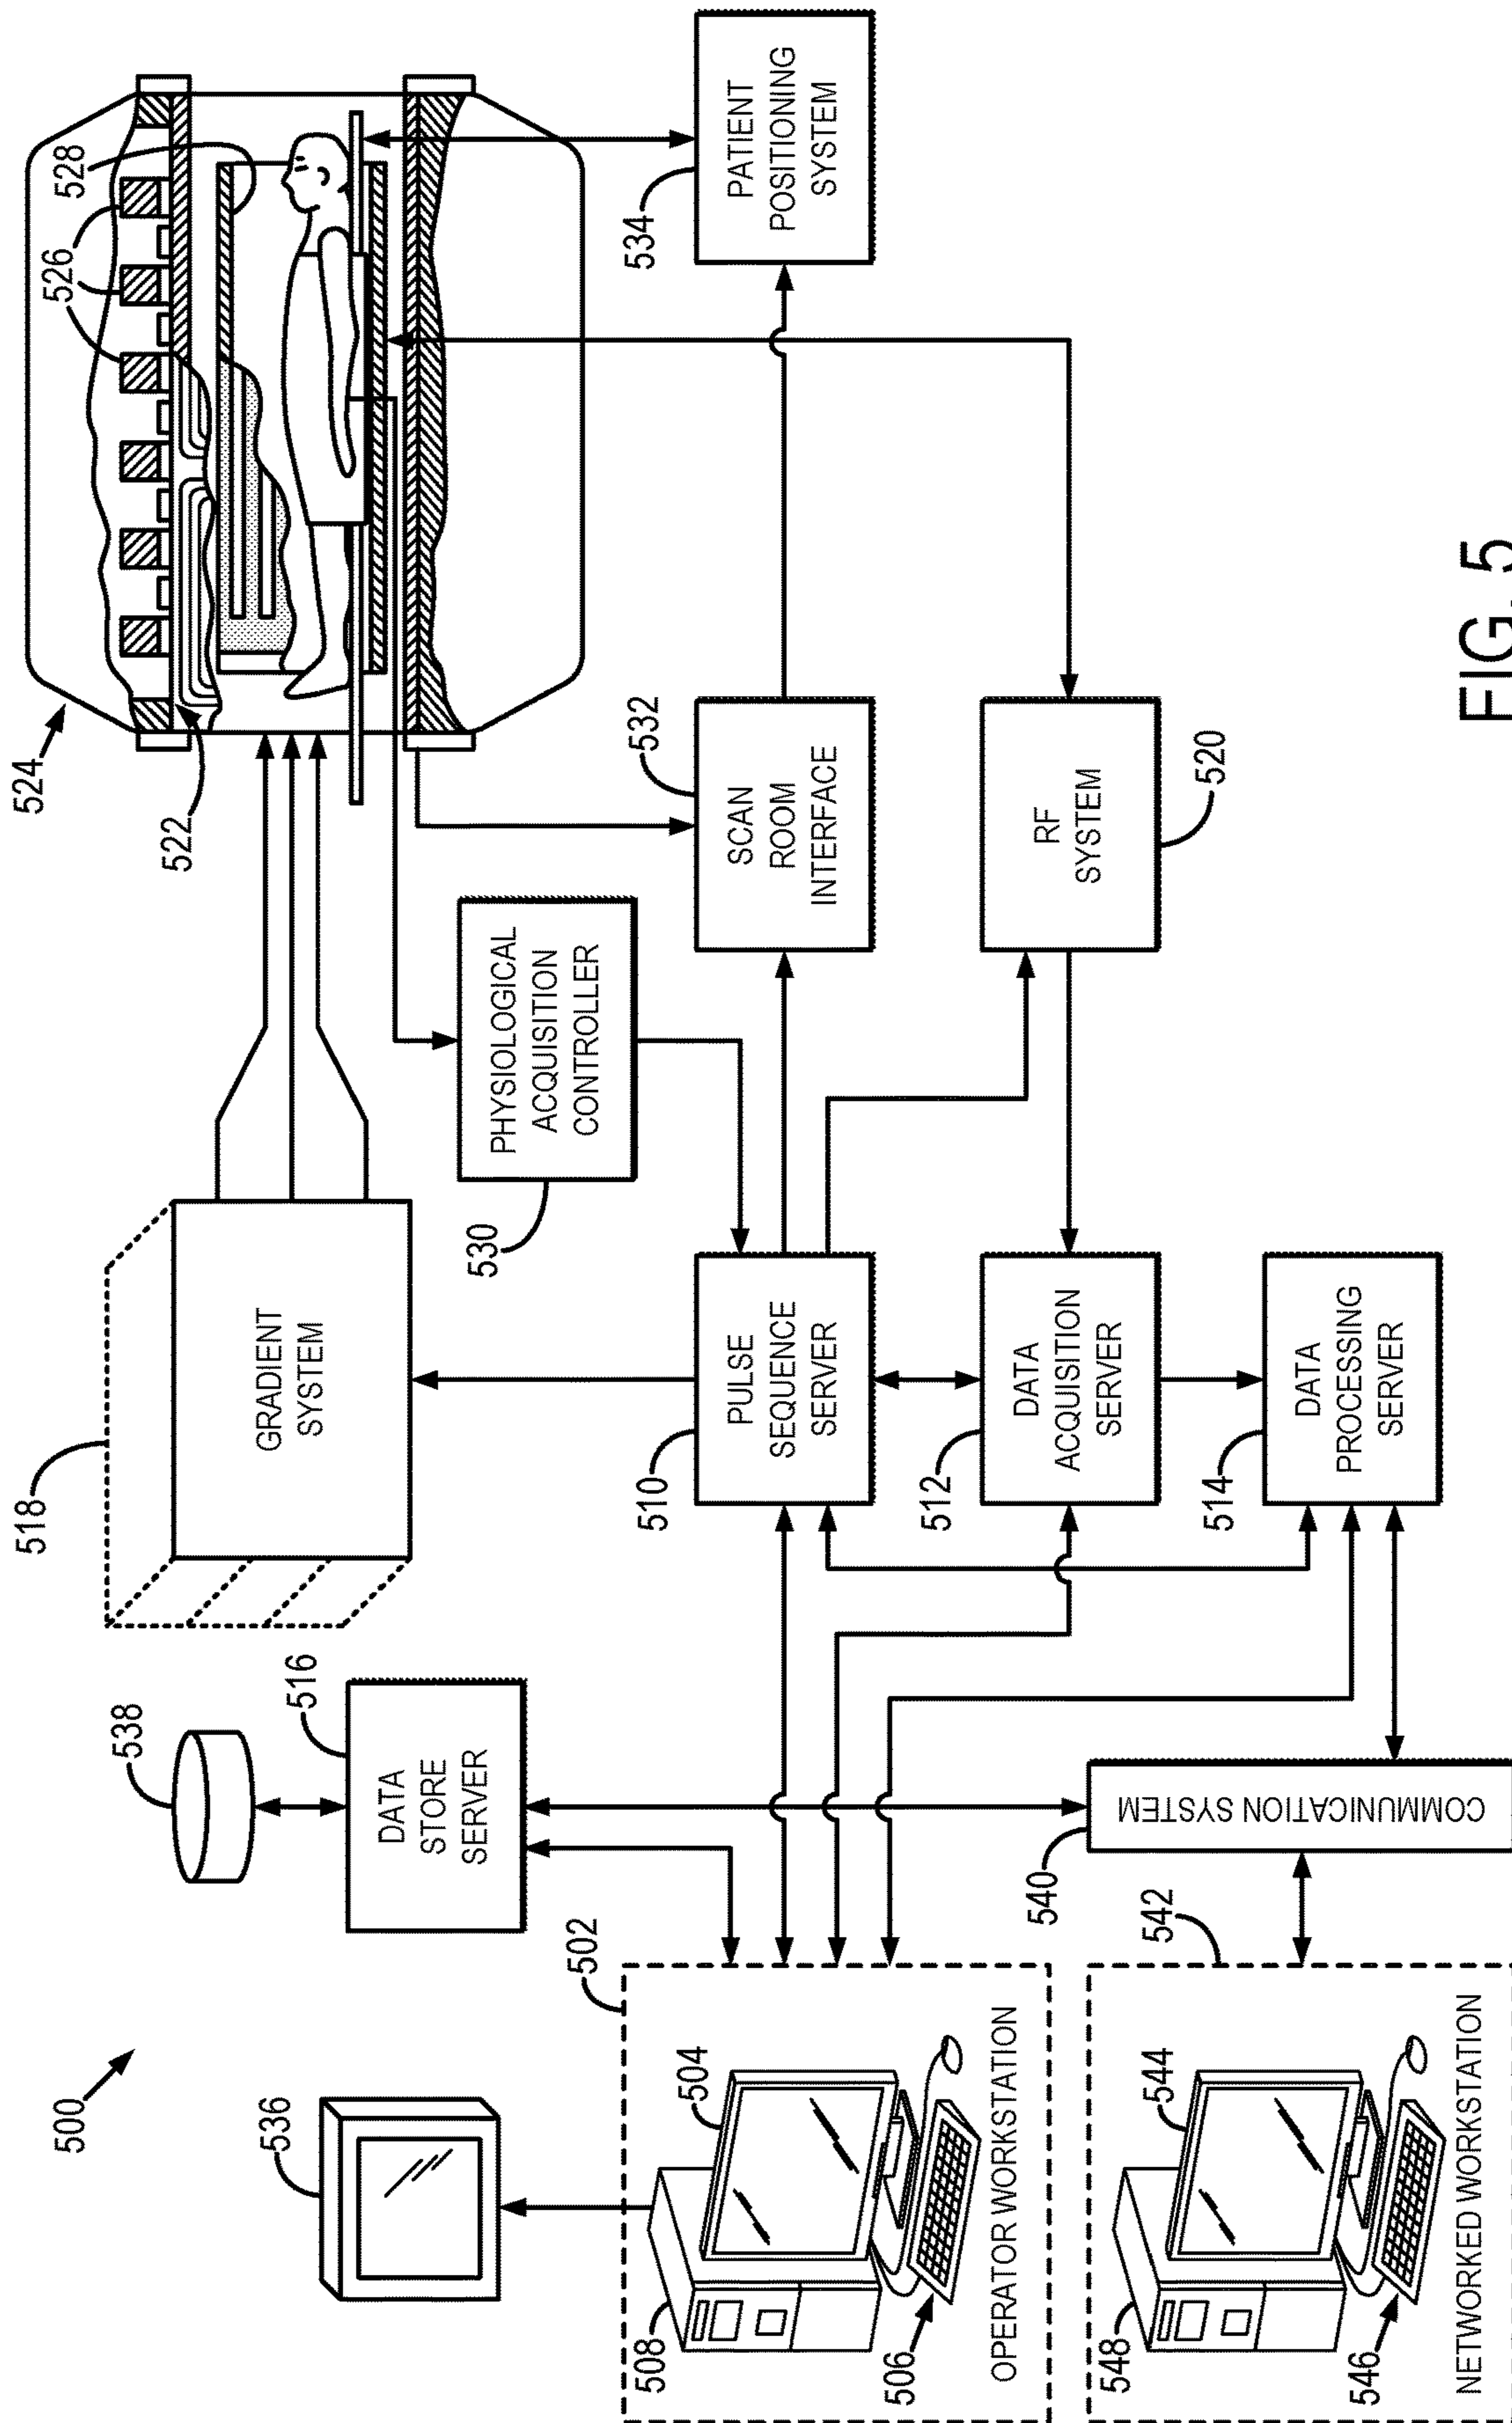 500
536
538
518
524
526
528
522
GRADIENT
SYSTEM
516
DATA
STORE
SERVER
530
PHYSIOLOGICAL
ACQUISITION
CONTROLLER
502
508
504
506
OPERATOR WORKSTATION
510
PULSE
SEQUENCE
SERVER
532
SCAN
ROOM
INTERFACE
534
PATIENT
POSITIONING
SYSTEM
512
DATA
ACQUISITION
SERVER
RF
SYSTEM
520
540
COMMUNICATION SYSTEM
514
DATA
PROCESSING
SERVER
542
548
544
546
NETWORKED WORKSTATION
FIG. 5